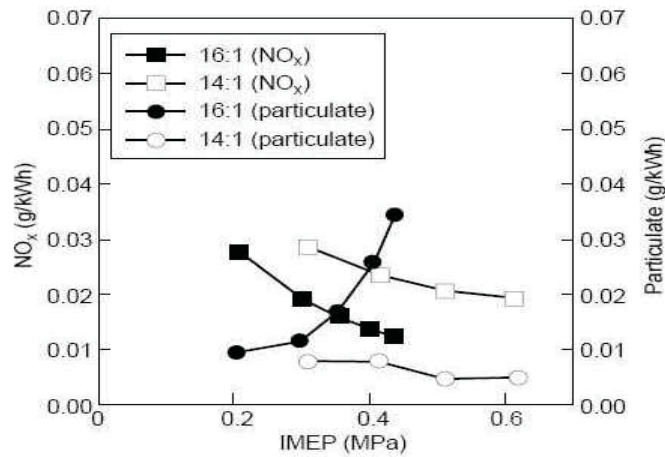 0.07
0.06
0.05
0.04
0.03
0.02
0.01
0.00
NOx (g/kWh)
16:1 (NOx)
14:1 (NOx)
16:1 (particulate)
14:1 (particulate)
0.07
0.06
0.05
0.04
0.03
0.02
0.01
0.00
Particulate (g/kWh)
0
0.2
0.4
0.6
IMEP (MPa)